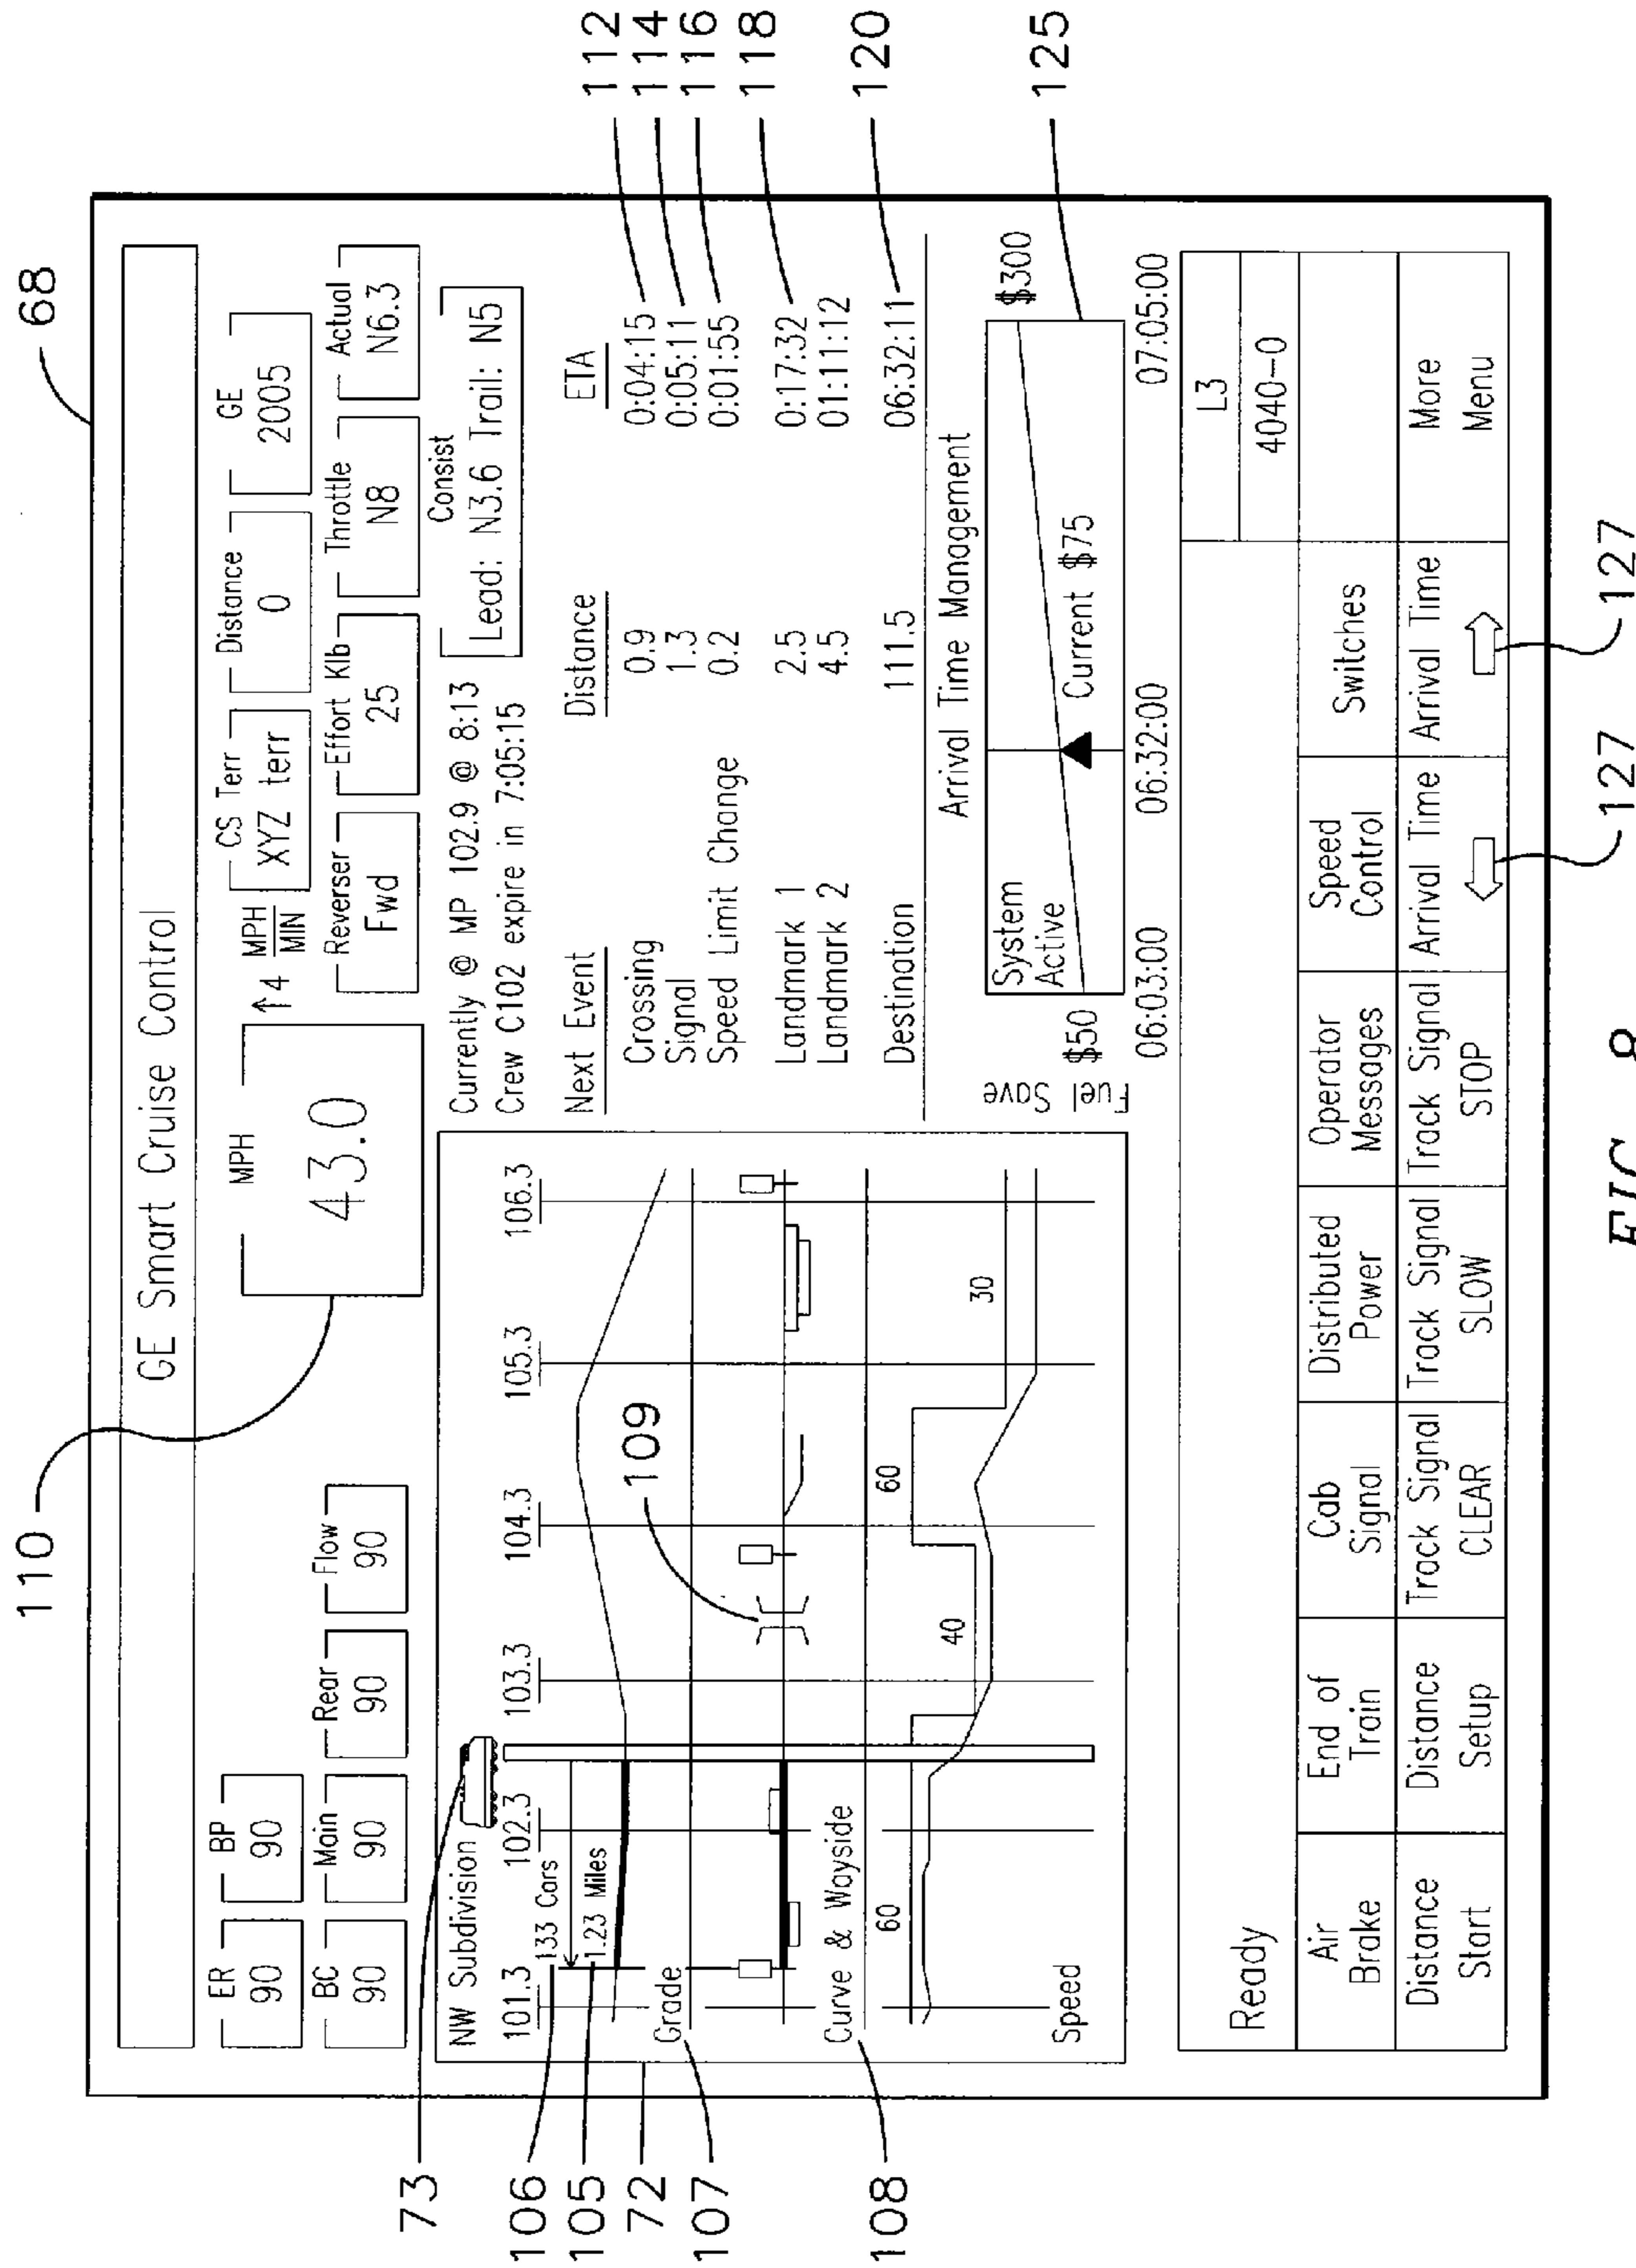 110
68
GE Smart Cruise Control
ER 90
BP 90
MPH 43.0
↑4 MPH/MIN
CS Terr XYZ terr
Distance 0
GE 2005
BC 90
Main 90
Rear 90
Flow 90
Reverser Fwd
Effort Klb 25
Throttle N8
Actual N6.3
Consist
Lead: N3.6 Trail: N5
Currently @ MP 102.9 @ 8:13
Crew C102 expire in 7:05:15
73
106
105
72
107
108
NW Subdivision
101.3 102.3 103.3 104.3 105.3 106.3
133 Cars
1.23 Miles
109
Grade
Curve & Wayside
60 40 60 30
Speed
Next Event Distance ETA
Crossing 0.9 0:04:15 112
Signal 1.3 0:05:11 114
Speed Limit Change 0.2 0:01:55 116
Landmark 1 2.5 0:17:32 118
Landmark 2 4.5 01:11:12
Destination 111.5 06:32:11 120
Arrival Time Management
Fuel Save
$50
System
Active
Current $75
$300
125
06:03:00 06:32:00 07:05:00
Ready
L3
4040-0
Air Brake
End of Train
Cab Signal
Distributed Power
Operator Messages
Speed Control
Switches
Distance Start
Distance Setup
Track Signal CLEAR
Track Signal SLOW
Track Signal STOP
Arrival Time ⇦
Arrival Time ⇨
More Menu
127
127
FIG. 8